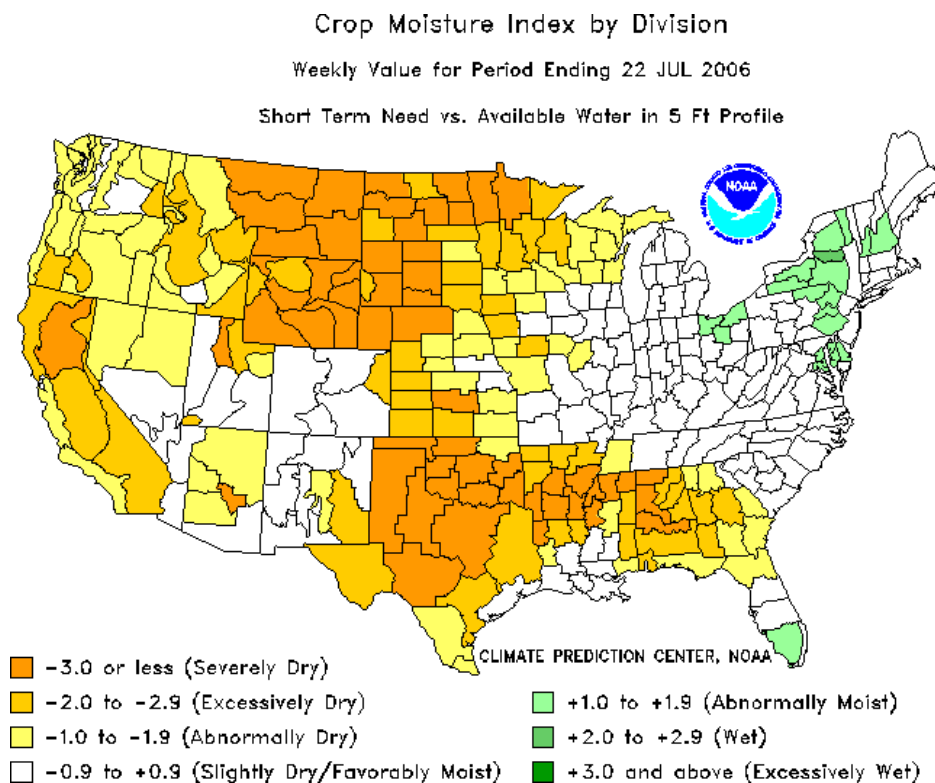 Crop Moisture Index by Division
Weekly Value for Period Ending 22 JUL 2006
Short Term Need vs. Available Water in 5 Ft Profile
NOAA
CLIMATE PREDICTION CENTER, NOAA
-3.0 or less (Severely Dry)
-2.0 to -2.9 (Excessively Dry)
-1.0 to -1.9 (Abnormally Dry)
-0.9 to +0.9 (Slightly Dry/Favorably Moist)
+1.0 to +1.9 (Abnormally Moist)
+2.0 to +2.9 (Wet)
+3.0 and above (Excessively Wet)